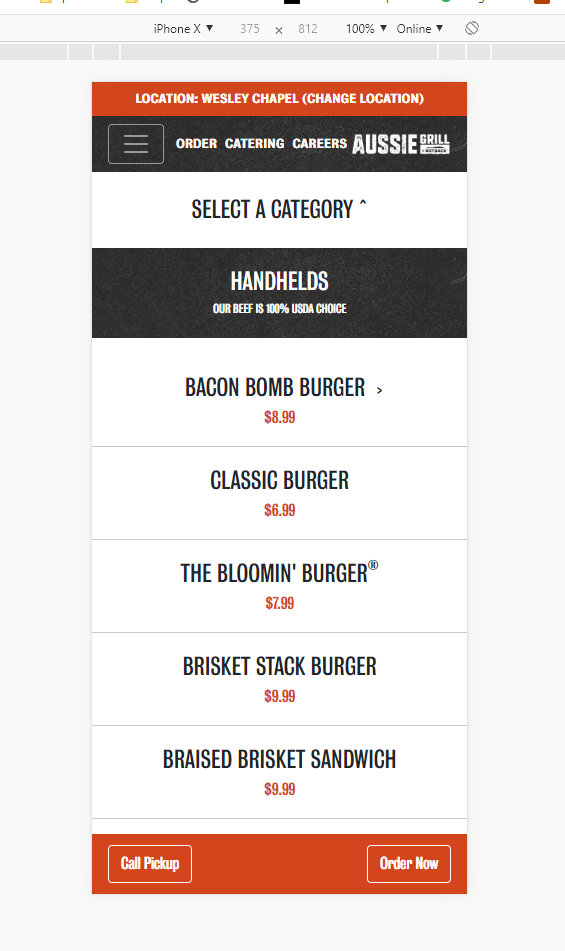 iPhone X ▼ 375 x 812 100% ▼ Online ▼
LOCATION: WESLEY CHAPEL (CHANGE LOCATION)
ORDER CATERING CAREERS AUSSIE GRILL
SELECT A CATEGORY ^
HANDHELDS
OUR BEEF IS 100% USDA CHOICE
BACON BOMB BURGER >
$8.99
CLASSIC BURGER
$6.99
THE BLOOMIN' BURGER®
$7.99
BRISKET STACK BURGER
$9.99
BRAISED BRISKET SANDWICH
$9.99
Call Pickup Order Now